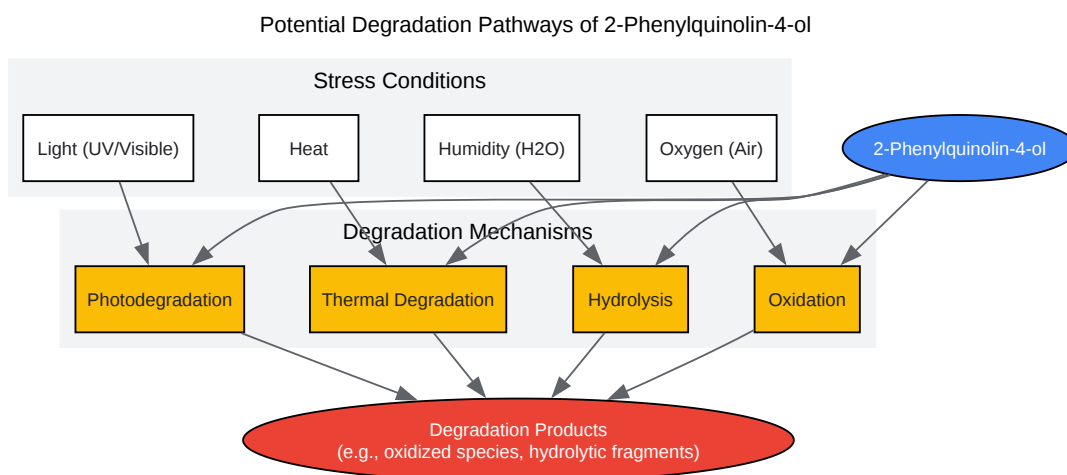 Potential Degradation Pathways of 2-Phenylquinolin-4-ol
Stress Conditions
Light (UV/Visible)
Heat
Humidity (H2O)
Oxygen (Air)
2-Phenylquinolin-4-ol
Degradation Mechanisms
Photodegradation
Thermal Degradation
Hydrolysis
Oxidation
Degradation Products
(e.g., oxidized species, hydrolytic fragments)